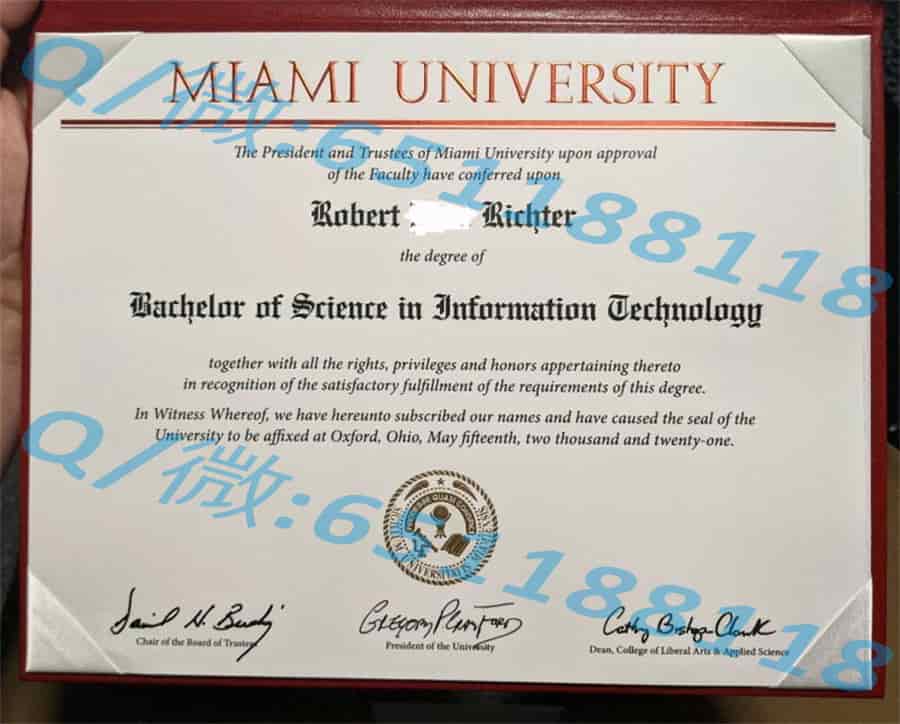 MIAMI UNIVERSITY
The President and Trustees of Miami University upon approval
of the Faculty have conferred upon
Robert Richter
the degree of
Bachelor of Science in Information Technology
together with all the rights, privileges and honors appertaining thereto
in recognition of the satisfactory fulfillment of the requirements of this degree.
In Witness Whereof, we have hereunto subscribed our names and have caused the seal of the
University to be affixed at Oxford, Ohio, May fifteenth, two thousand and twenty-one.
Chair of the Board of Trustees
President of the University
Dean, College of Liberal Arts & Applied Science
Q/微:651188118
Q/微:651188118